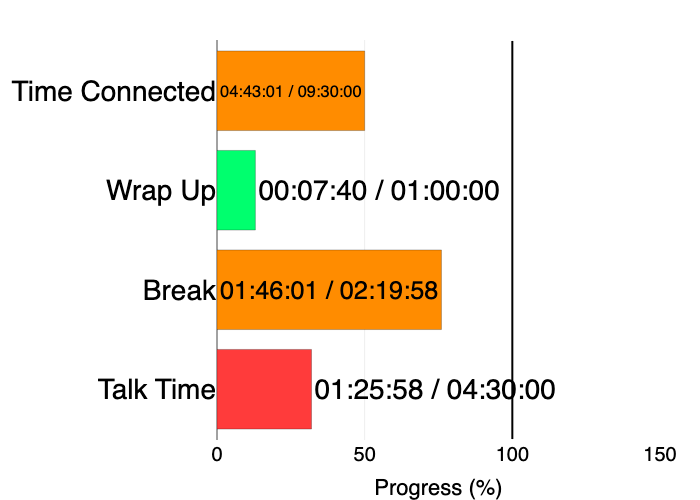 Time Connected 04:43:01 / 09:30:00
Wrap Up 00:07:40 / 01:00:00
Break 01:46:01 / 02:19:58
Talk Time 01:25:58 / 04:30:00
0 50 100 150
Progress (%)